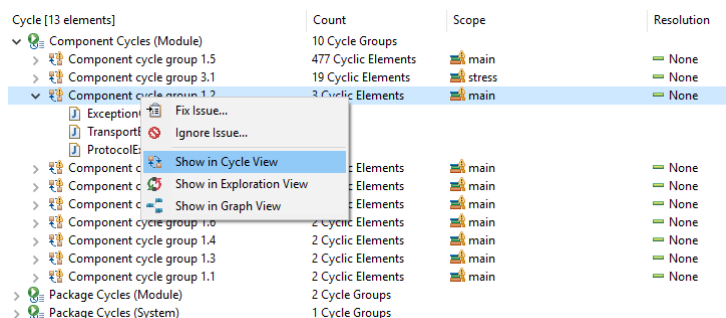 Cycle [13 elements] Count Scope Resolution
Component Cycles (Module) 10 Cycle Groups
Component cycle group 1.5 477 Cyclic Elements main None
Component cycle group 3.1 19 Cyclic Elements stress None
Component cycle group 1.2 3 Cyclic Elements main None
Fix Issue...
Ignore Issue...
Show in Cycle View
Elements main None
Show in Exploration View
Elements main None
Show in Graph View
Elements main None
Component cycle group 1.6 2 Cyclic Elements main None
Component cycle group 1.4 2 Cyclic Elements main None
Component cycle group 1.3 2 Cyclic Elements main None
Component cycle group 1.1 2 Cyclic Elements main None
Package Cycles (Module) 2 Cycle Groups
Package Cycles (System) 1 Cycle Groups